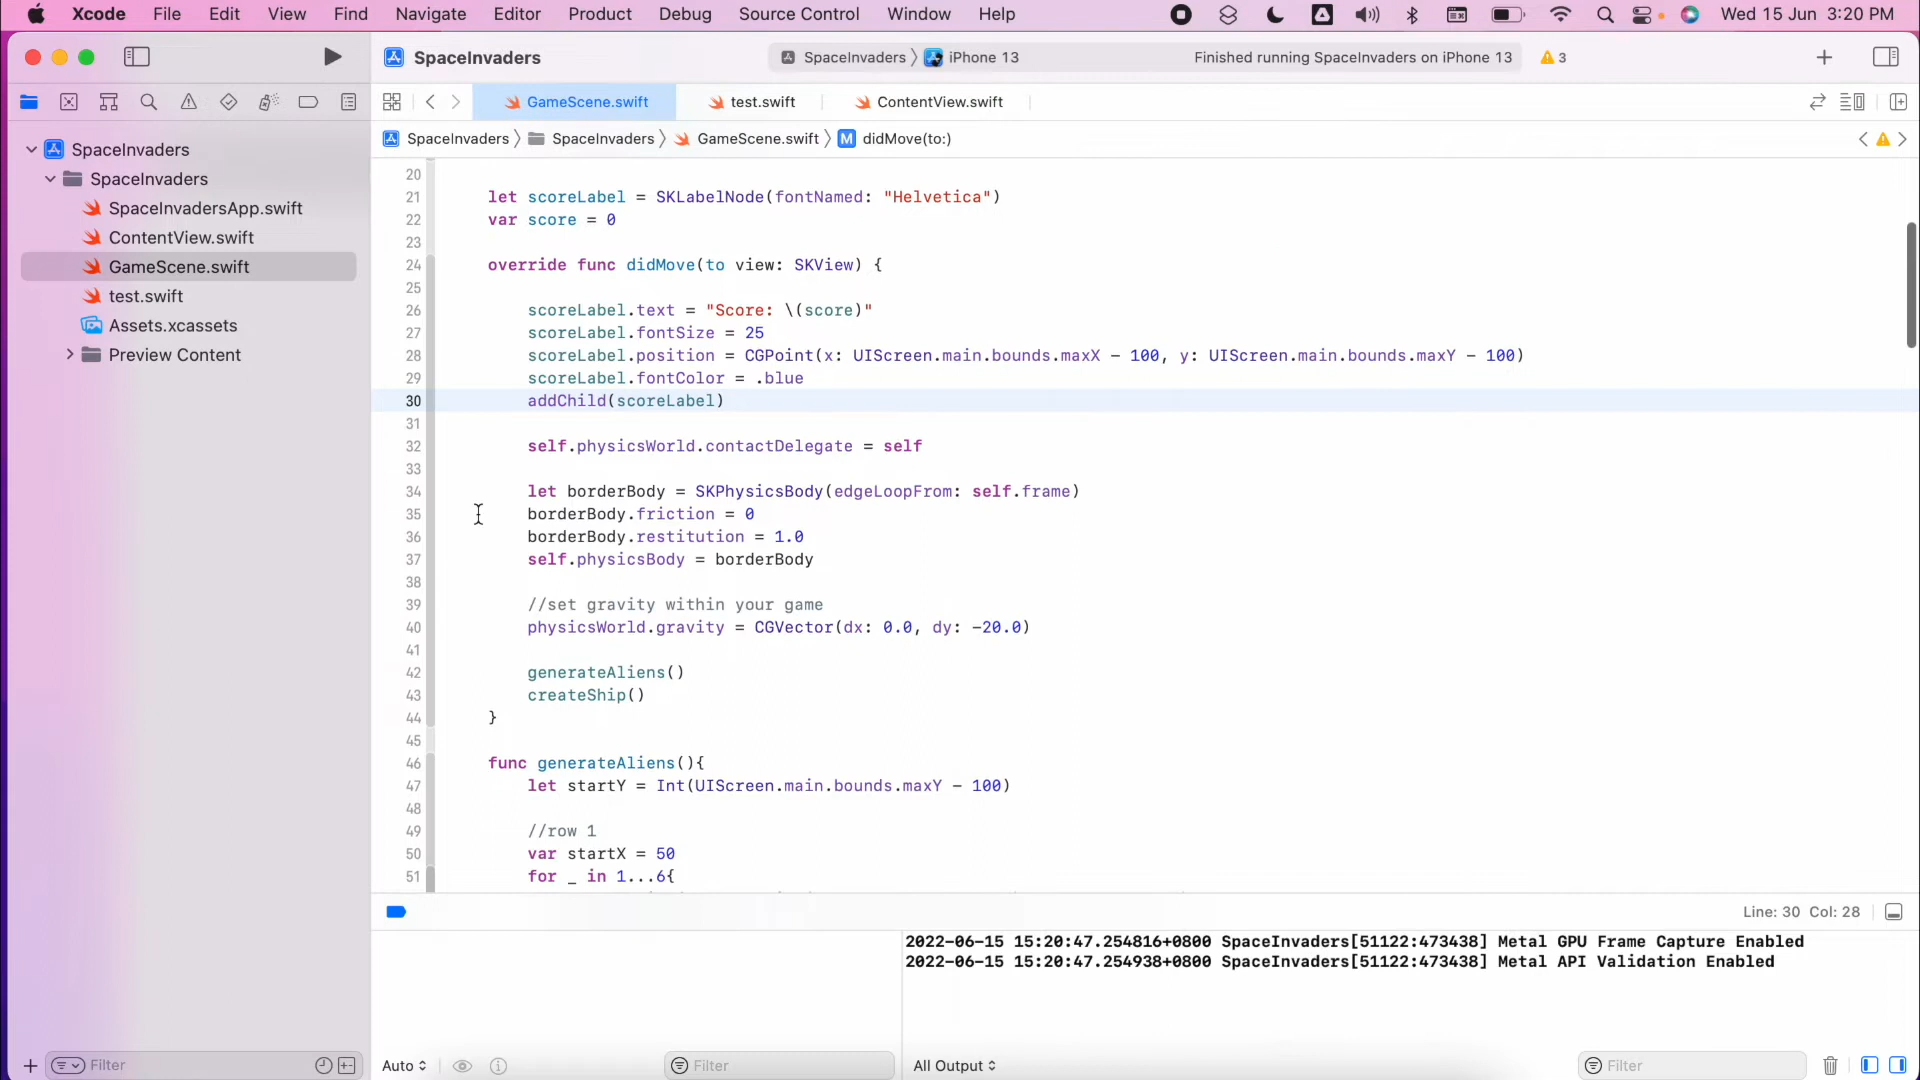 Xcode File Edit View Find Navigate Editor Product Debug Source Control Window Help Wed 15 Jun 3:20 PM
SpaceInvaders SpaceInvaders iPhone 13 Finished running SpaceInvaders on iPhone 13 3
GameScene.swift test.swift ContentView.swift
SpaceInvaders SpaceInvaders GameScene.swift M didMove(to:)
SpaceInvaders
SpaceInvaders
SpaceInvadersApp.swift
ContentView.swift
GameScene.swift
test.swift
Assets.xcassets
Preview Content
20
21 let scoreLabel = SKLabelNode(fontNamed: "Helvetica")
22 var score = 0
23
24 override func didMove(to view: SKView) {
25
26 scoreLabel.text = "Score: \(score)"
27 scoreLabel.fontSize = 25
28 scoreLabel.position = CGPoint(x: UIScreen.main.bounds.maxX - 100, y: UIScreen.main.bounds.maxY - 100)
29 scoreLabel.fontColor = .blue
30 addChild(scoreLabel)
31
32 self.physicsWorld.contactDelegate = self
33
34 let borderBody = SKPhysicsBody(edgeLoopFrom: self.frame)
35 borderBody.friction = 0
36 borderBody.restitution = 1.0
37 self.physicsBody = borderBody
38
39 //set gravity within your game
40 physicsWorld.gravity = CGVector(dx: 0.0, dy: -20.0)
41
42 generateAliens()
43 createShip()
44 }
45
46 func generateAliens(){
47 let startY = Int(UIScreen.main.bounds.maxY - 100)
48
49 //row 1
50 var startX = 50
51 for _ in 1...6{
Line: 30 Col: 28
2022-06-15 15:20:47.254816+0800 SpaceInvaders[51122:473438] Metal GPU Frame Capture Enabled
2022-06-15 15:20:47.254938+0800 SpaceInvaders[51122:473438] Metal API Validation Enabled
Filter Auto Filter All Output Filter